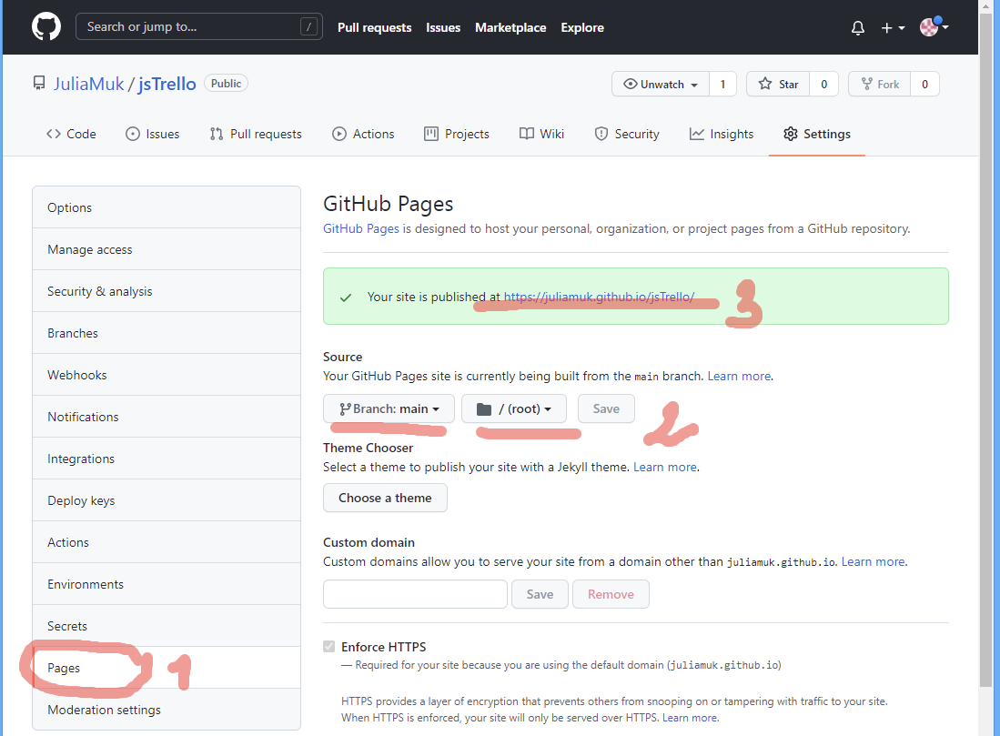 Search or jump to... /
Pull requests Issues Marketplace Explore
JuliaMuk / jsTrello Public
Unwatch 1 Star 0 Fork 0
Code Issues Pull requests Actions Projects Wiki Security Insights Settings
Options
Manage access
Security & analysis
Branches
Webhooks
Notifications
Integrations
Deploy keys
Actions
Environments
Secrets
Pages 1
Moderation settings
GitHub Pages
GitHub Pages is designed to host your personal, organization, or project pages from a GitHub repository.
Your site is published at https://juliamuk.github.io/jsTrello/ 3
Source
Your GitHub Pages site is currently being built from the main branch. Learn more.
Branch: main / (root) Save 2
Theme Chooser
Select a theme to publish your site with a Jekyll theme. Learn more.
Choose a theme
Custom domain
Custom domains allow you to serve your site from a domain other than juliamuk.github.io. Learn more.
Save Remove
Enforce HTTPS
— Required for your site because you are using the default domain (juliamuk.github.io)
HTTPS provides a layer of encryption that prevents others from snooping on or tampering with traffic to your site.
When HTTPS is enforced, your site will only be served over HTTPS. Learn more.